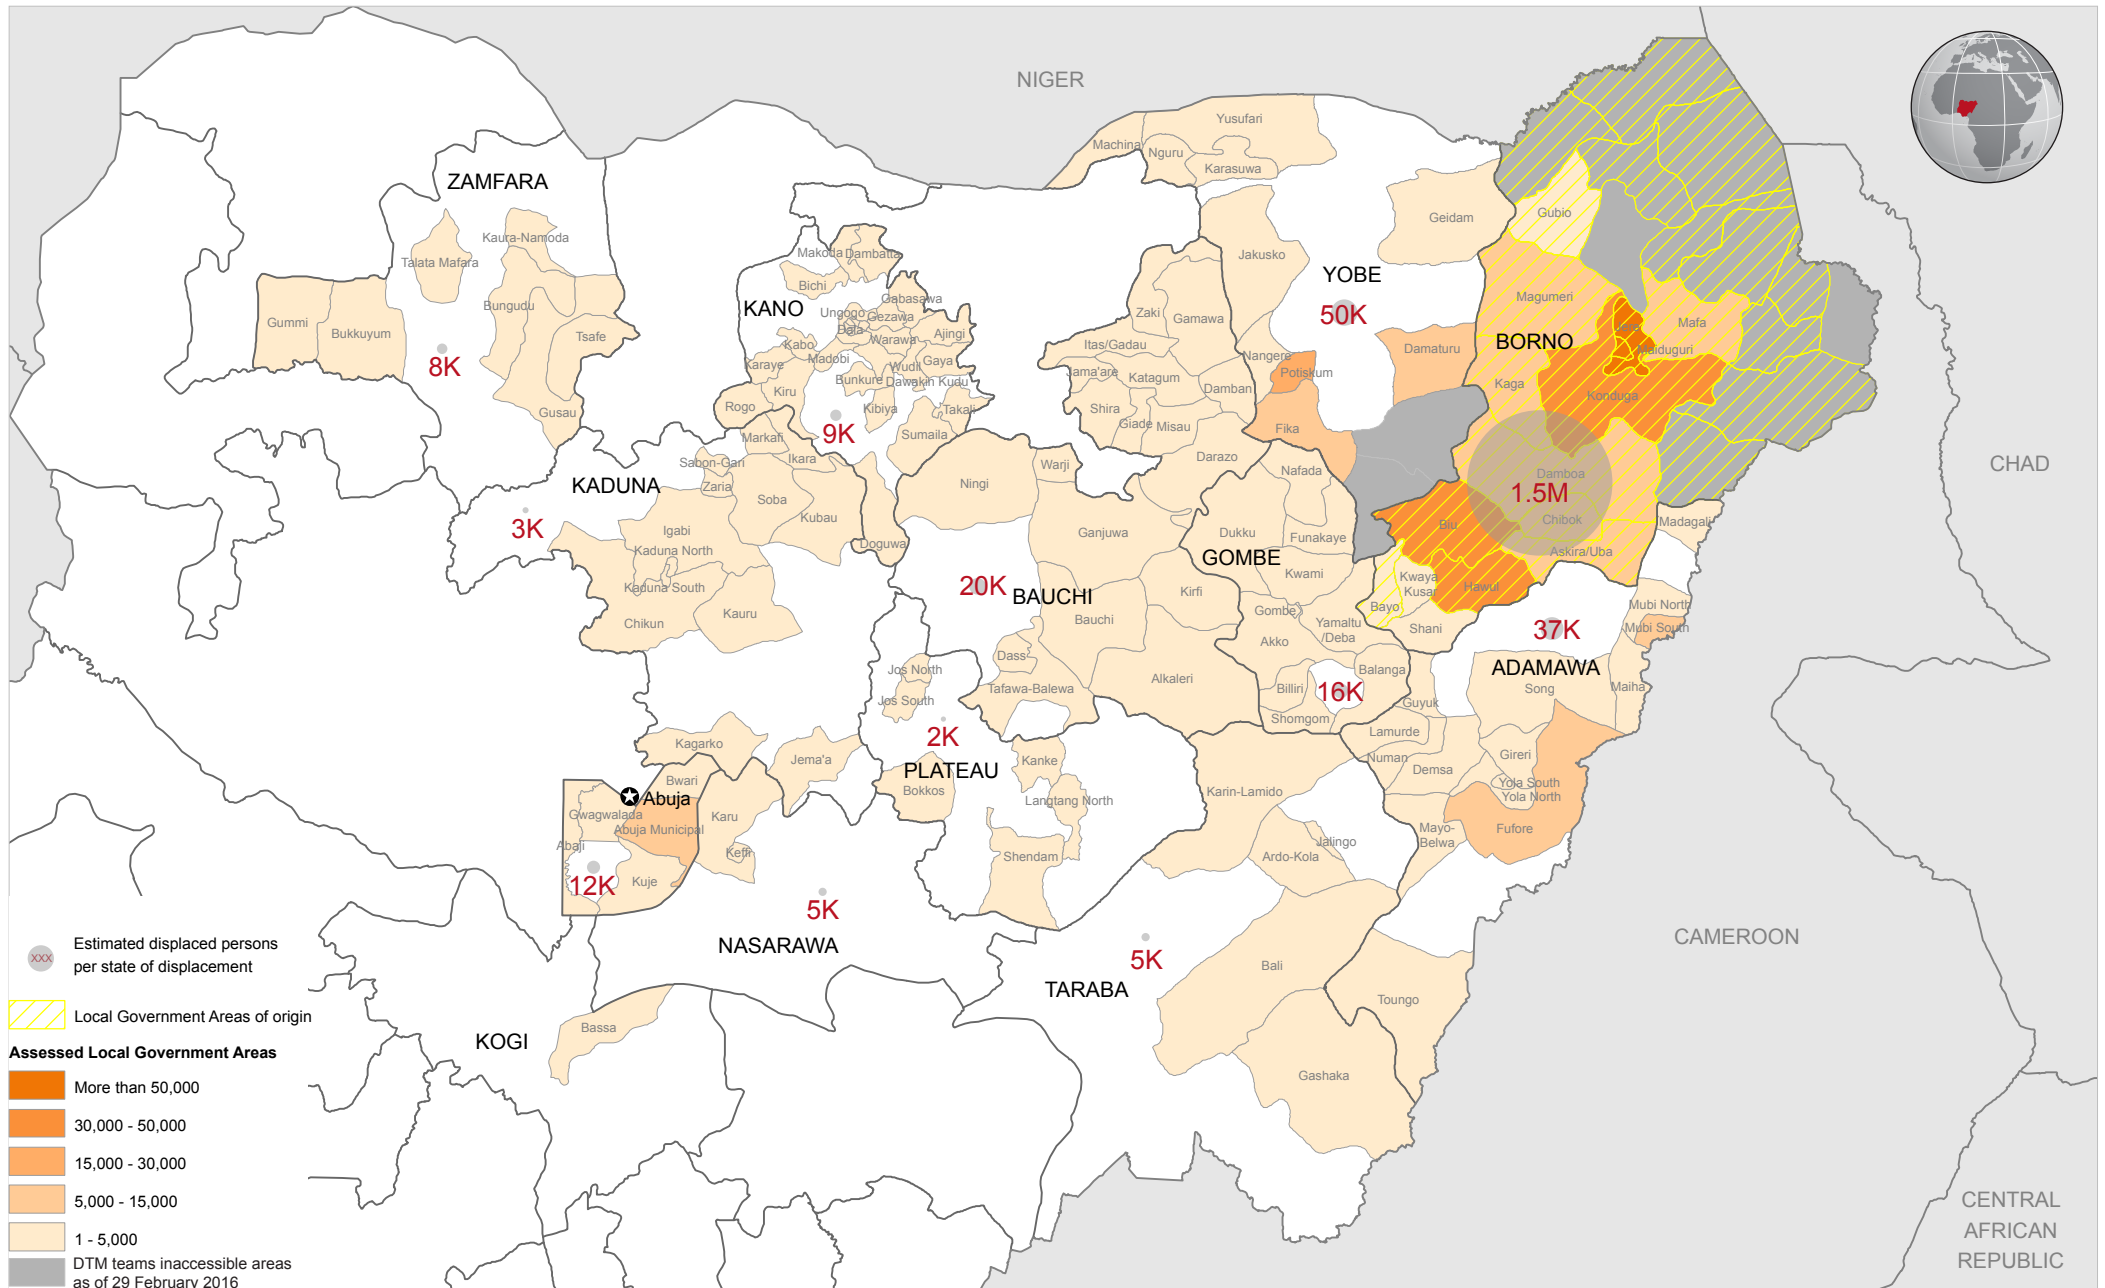 NIGER
ZAMFARA
Kaura-Namoda
Talata Mafara
Bungudu
Gummi
Bukkuyum
Tsafe
8K
Gusau
KANO
Makoda
Dambatta
Bichi
Gabasawa
Ungogo
Gezawa
Dala
Warawa
Ajingi
Kabo
Madobi
Wudil
Gaya
Karaye
Bunkure
Dawakin Kudu
Kiru
Rogo
Kibiya
Takali
9K
Sumaila
Doguwa
KADUNA
Markafi
Sabon-Gari
Ikara
Zaria
Soba
Kubau
3K
Igabi
Kaduna North
Kaduna South
Chikun
Kauru
Kagarko
Jema'a
YOBE
50K
Machina
Nguru
Yusufari
Karasuwa
Geidam
Jakusko
Damaturu
Nangere
Potiskum
Fika
BAUCHI
20K
Zaki
Gamawa
Itas/Gadau
Jama'are
Katagum
Damban
Shira
Giade
Misau
Darazo
Warji
Ningi
Ganjuwa
Kirfi
Bauchi
Dass
Tafawa-Balewa
Alkaleri
GOMBE
16K
Nafada
Dukku
Funakaye
Kwami
Gombe
Yamaltu
/Deba
Akko
Balanga
Billiri
Shomgom
BORNO
1.5M
Gubio
Magumeri
Mafa
Jere
Maiduguri
Kaga
Konduga
Damboa
Chibok
Biu
Askira/Uba
Hawul
Kwaya
Kusar
Bayo
Shani
ADAMAWA
37K
Madagali
Mubi North
Mubi South
Maiha
Song
Guyuk
Lamurde
Numan
Demsa
Gireri
Yola South
Yola North
Fufore
Mayo-
Belwa
Toungo
PLATEAU
2K
Jos North
Jos South
Bokkos
Kanke
Langtang North
Shendam
Abuja
Bwari
Gwagwalada
Abuja Municipal
Abaji
Kuje
12K
NASARAWA
5K
Karu
Keffi
TARABA
5K
Karin-Lamido
Jalingo
Ardo-Kola
Bali
Gashaka
KOGI
Bassa
CHAD
CAMEROON
CENTRAL
AFRICAN
REPUBLIC
xxx
Estimated displaced persons
per state of displacement
Local Government Areas of origin
Assessed Local Government Areas
More than 50,000
30,000 - 50,000
15,000 - 30,000
5,000 - 15,000
1 - 5,000
DTM teams inaccessible areas
as of 29 February 2016